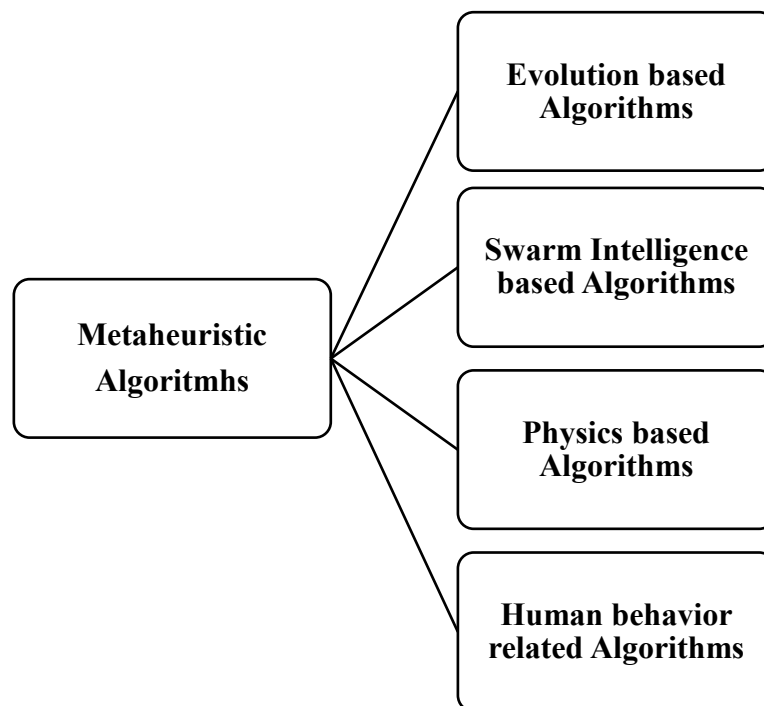 Evolution based
Algorithms
Swarm Intelligence
based Algorithms
Metaheuristic
Algoritmhs
Physics based
Algorithms
Human behavior
related Algorithms